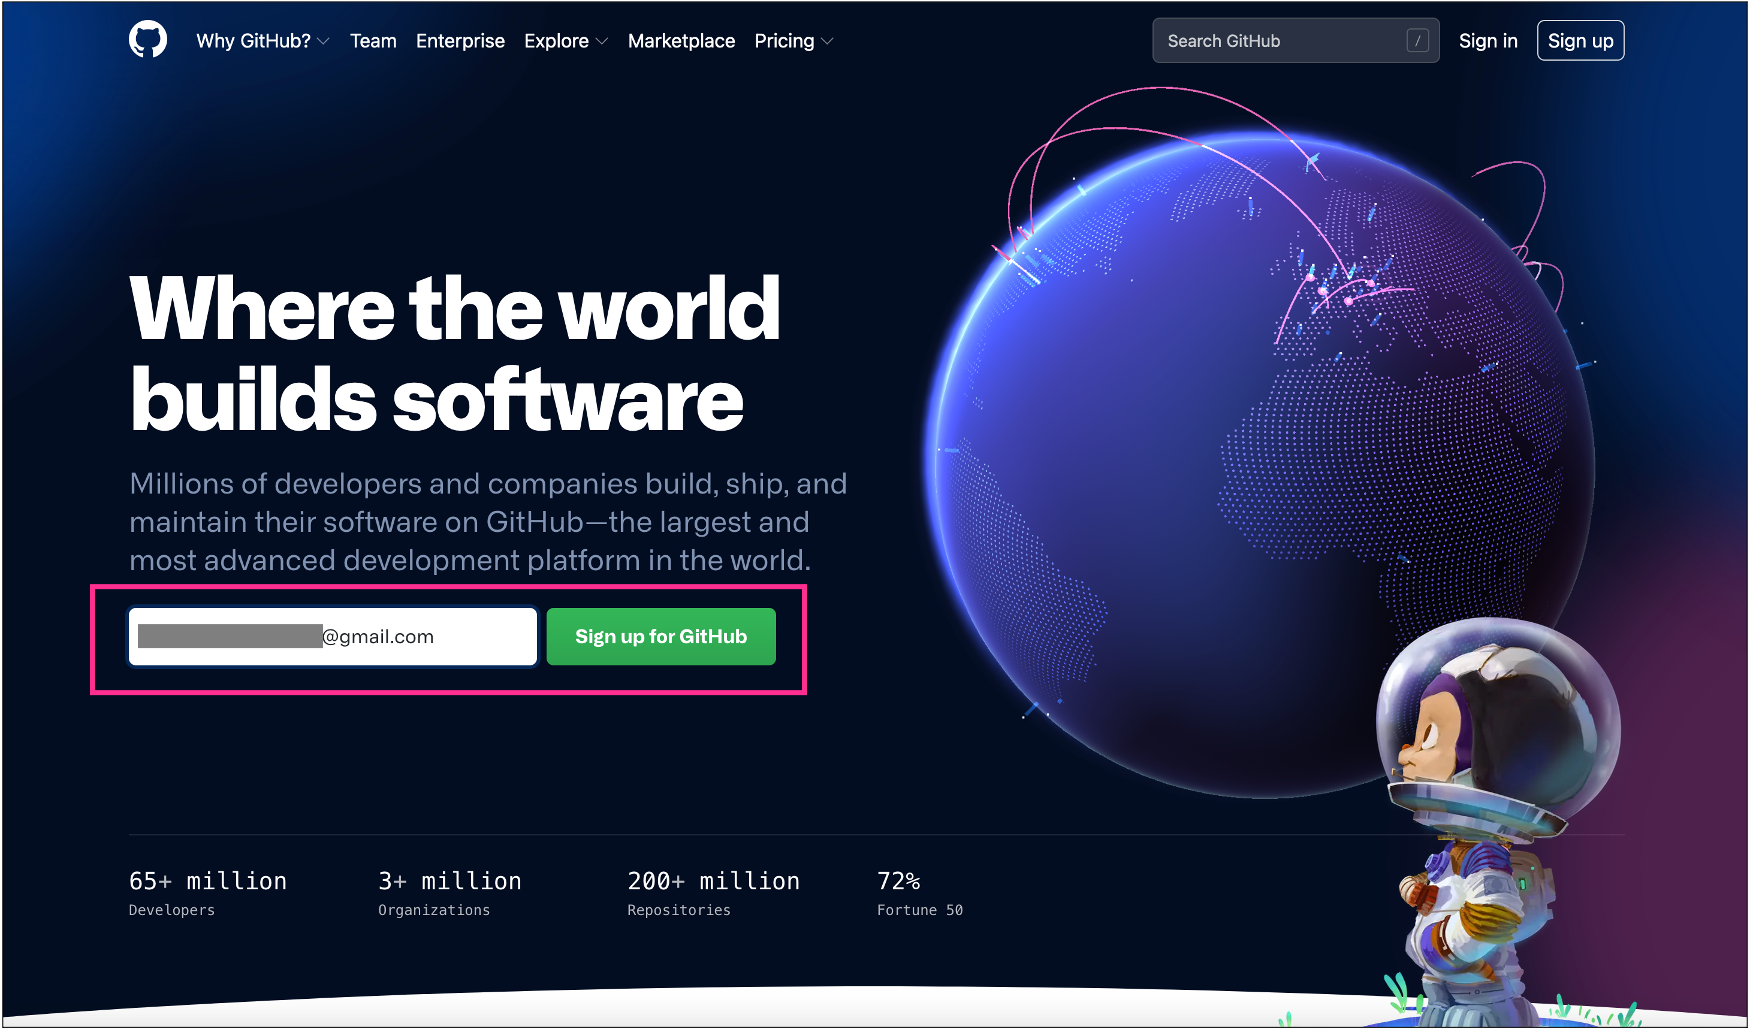 Why GitHub? Team Enterprise Explore Marketplace Pricing Search GitHub / Sign in Sign up
Where the world
builds software
Millions of developers and companies build, ship, and
maintain their software on GitHub—the largest and
most advanced development platform in the world.
@gmail.com Sign up for GitHub
65+ million 3+ million 200+ million 72%
Developers Organizations Repositories Fortune 50